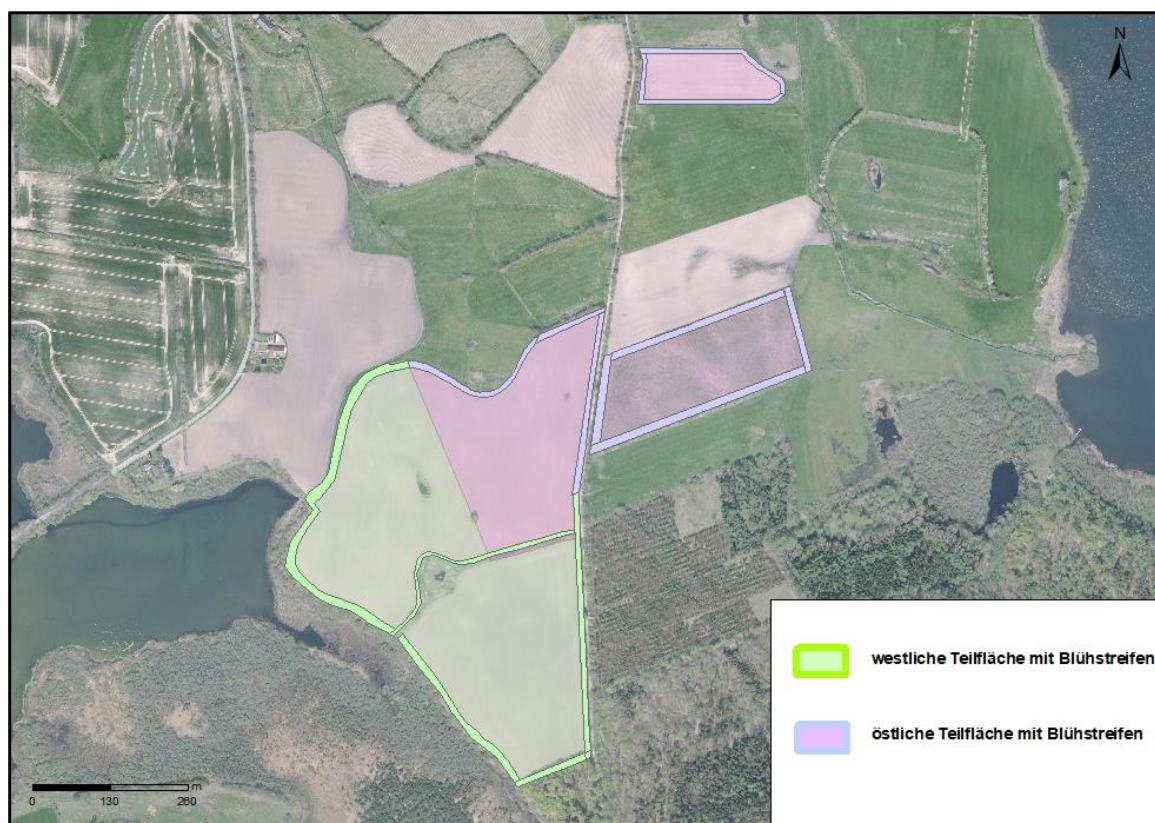 N
westliche Teilfläche mit Blühstreifen
östliche Teilfläche mit Blühstreifen
m
0 130 260